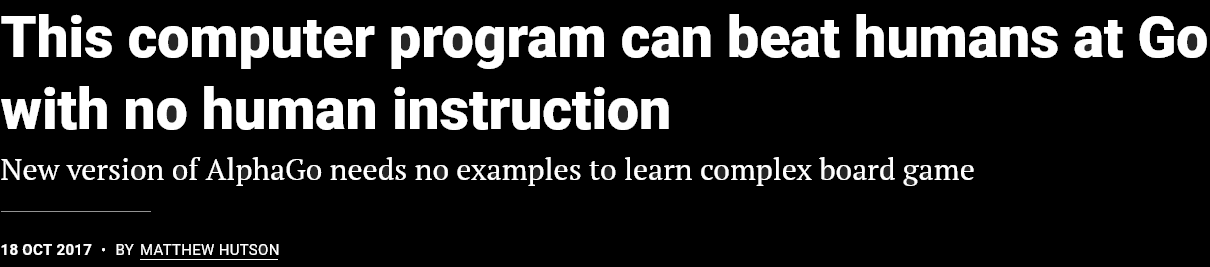 This computer program can beat humans at Go
with no human instruction
New version of AlphaGo needs no examples to learn complex board game
18 OCT 2017 • BY MATTHEW HUTSON